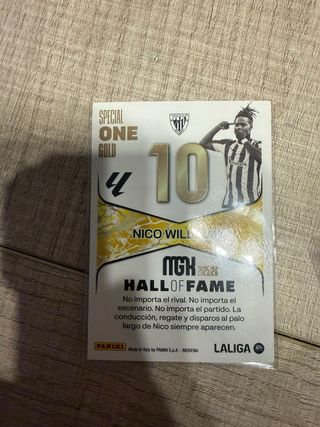 SPECIAL
ONE
GOLD
10
NICO WILL
MGK
HALL OF FAME
No importa el rival. No importa el
escenario. No importa el partido. La
conducción, regate y disparos al palo
largo de Nico siempre aparecen.
PANINI
Made in Italy by PANINI S.p.A. - MODENA
LALIGA